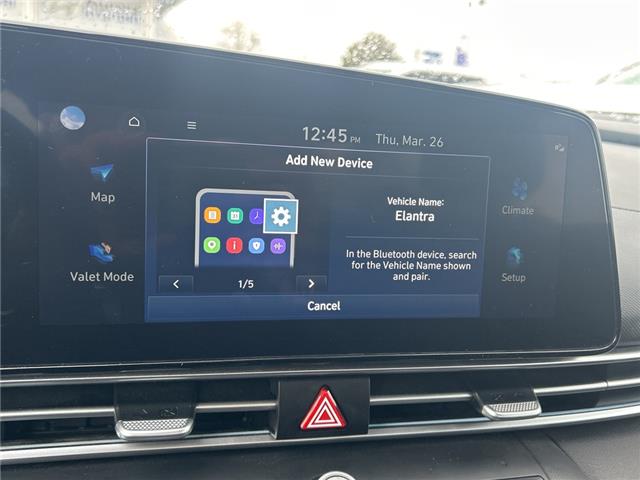 12:45 PM Thu, Mar. 26
Add New Device
Map
Valet Mode
Vehicle Name:
Elantra
In the Bluetooth device, search
for the Vehicle Name shown
and pair.
1/5
Cancel
Climate
Setup